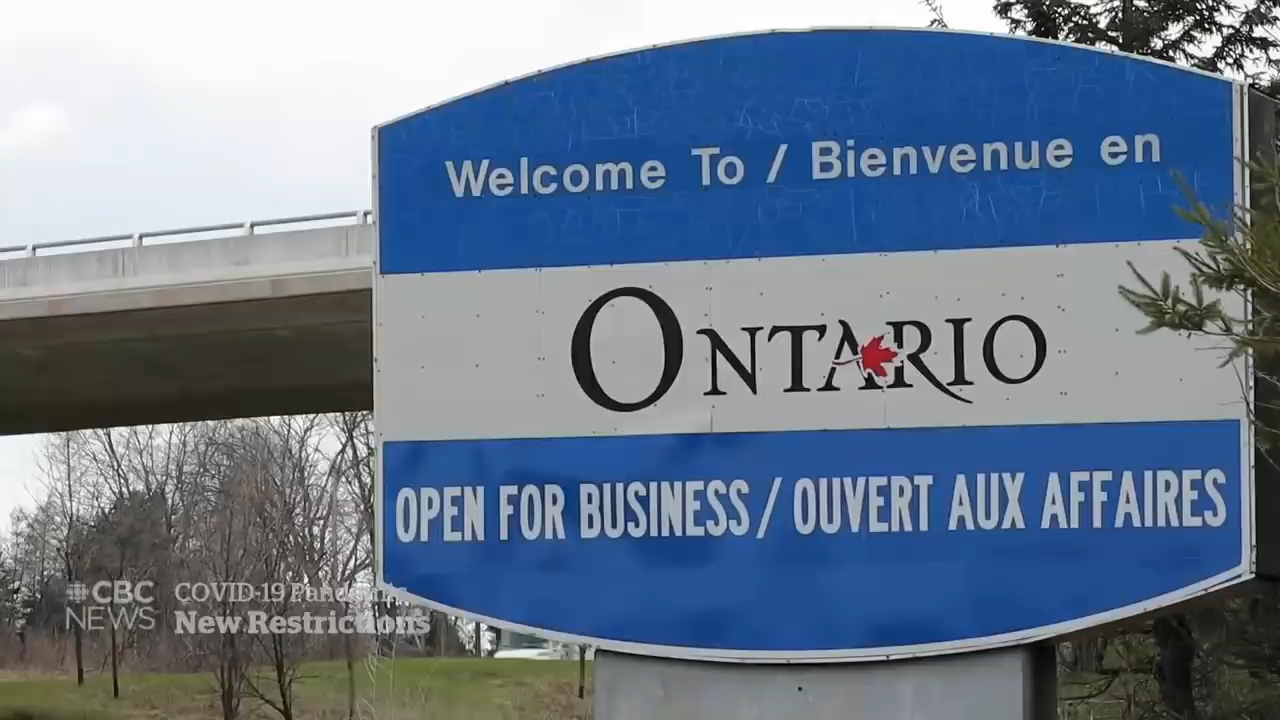 Welcome To / Bienvenue en
ONTARIO
OPEN FOR BUSINESS / OUVERT AUX AFFAIRES
CBC NEWS
COVID-19 Pandemic
New Restrictions